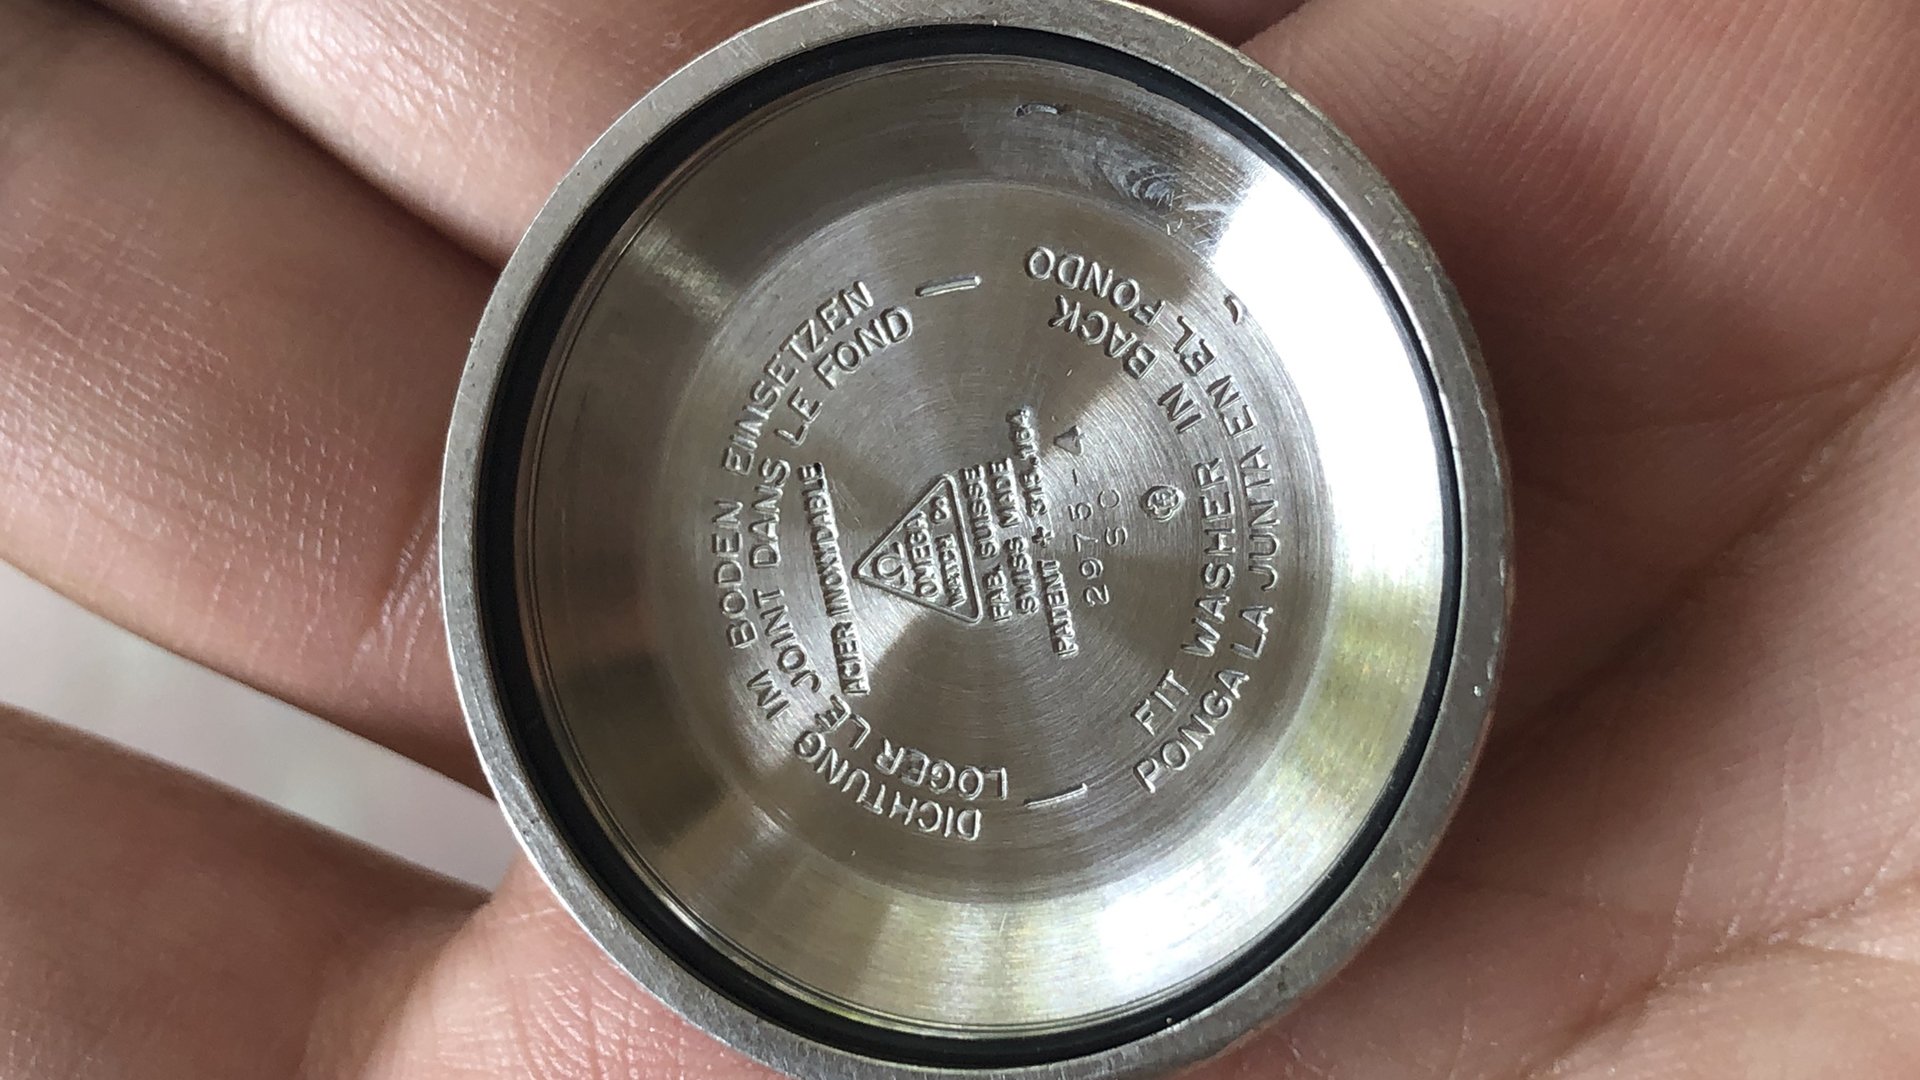 DICHTUNG IM BODEN EINSETZEN
LOGER LE JOINT DANS LE FOND
ACIER INOXYDABLE
Ω
OMEGA
WATCH Co
FAB. SUISSE
SWISS MADE
PATENT +
2975-4
SC
FIT WASHER IN BACK
PONGA LA JUNTA EN EL FONDO